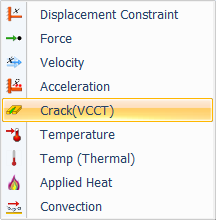 Displacement Constraint
Force
Velocity
Acceleration
Crack(VCCT)
Temperature
Temp (Thermal)
Applied Heat
Convection